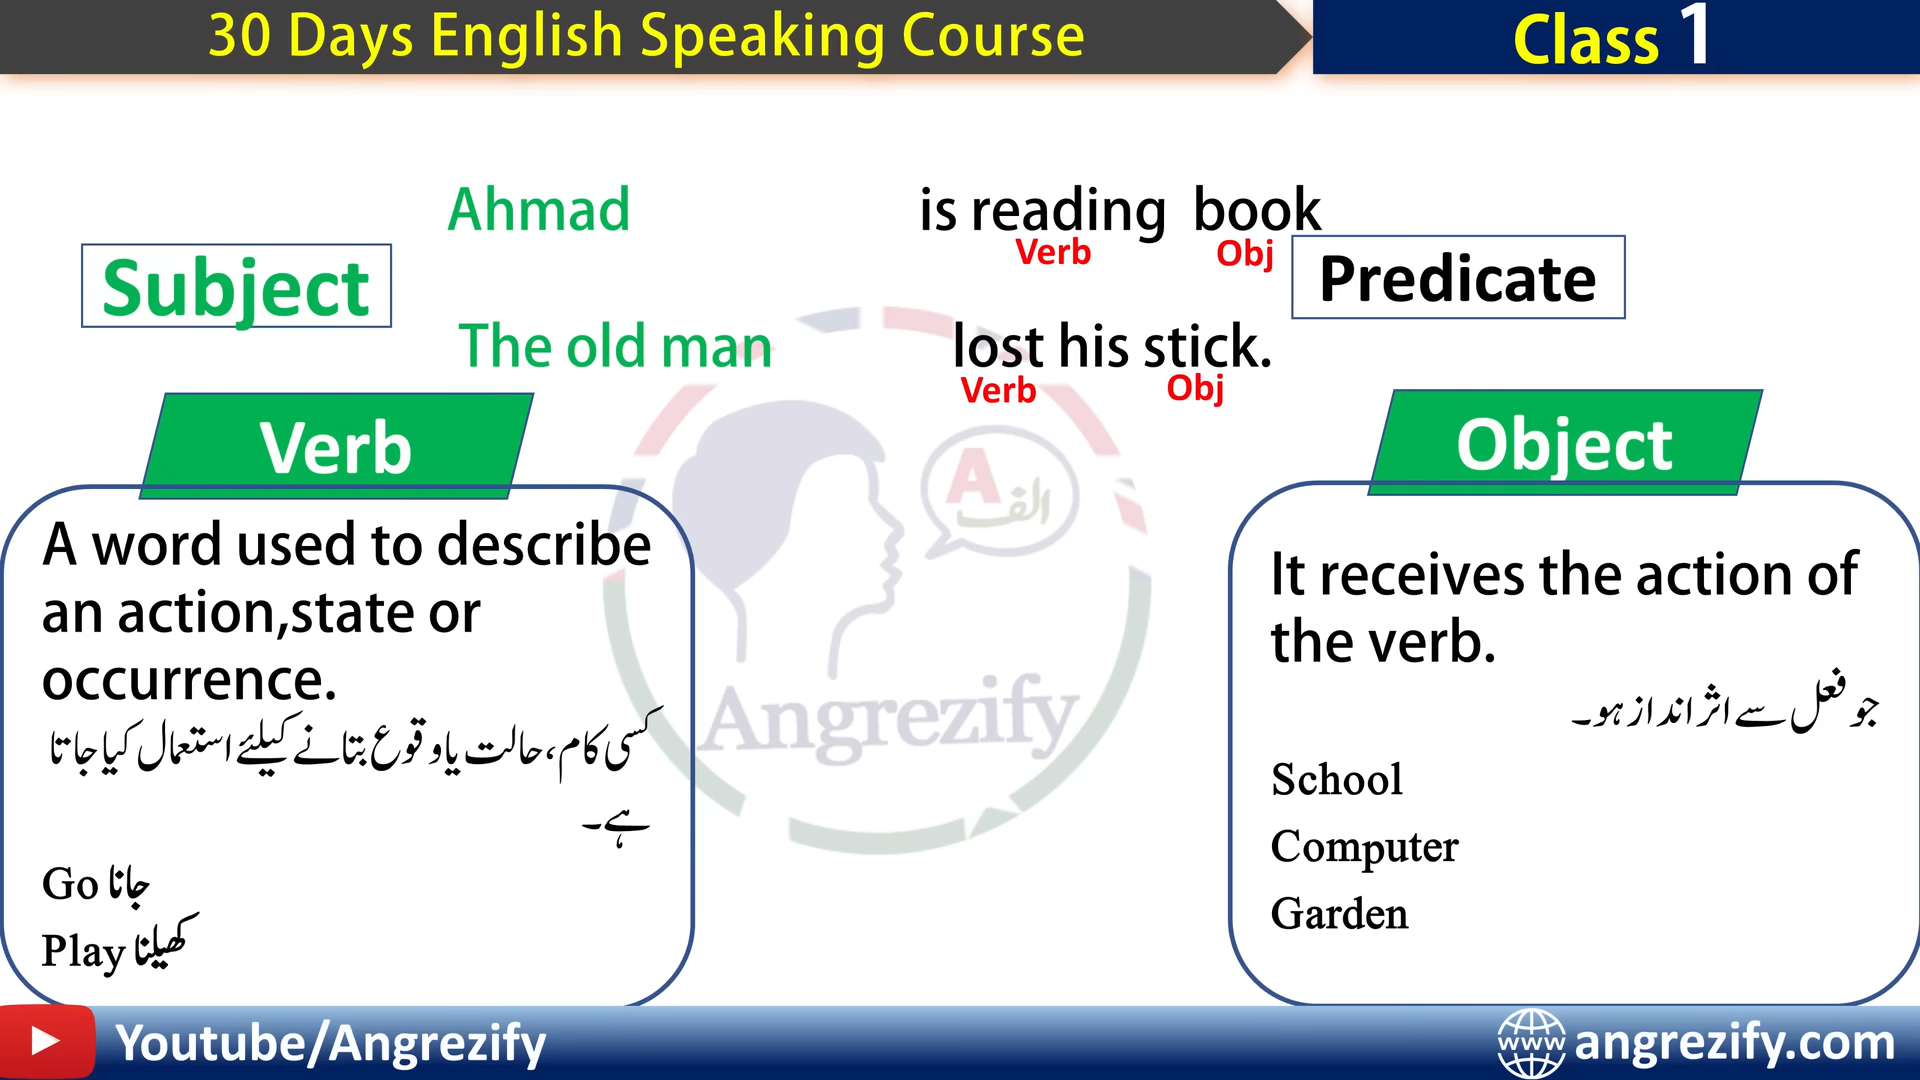 30 Days English Speaking Course
Class 1
Ahmad is reading book
Verb Obj
Subject
Predicate
The old man lost his stick.
Verb Obj
Verb
A word used to describe
an action,state or
occurrence.
کسی کام، حالت یا وقوع بتانے کیلئے استعمال کیا جاتا
ہے۔
Go جانا
Play کھیلنا
Object
It receives the action of
the verb.
جو فعل سے اثر انداز ہو۔
School
Computer
Garden
A
الف
Angrezify
Youtube/Angrezify
www
angrezify.com